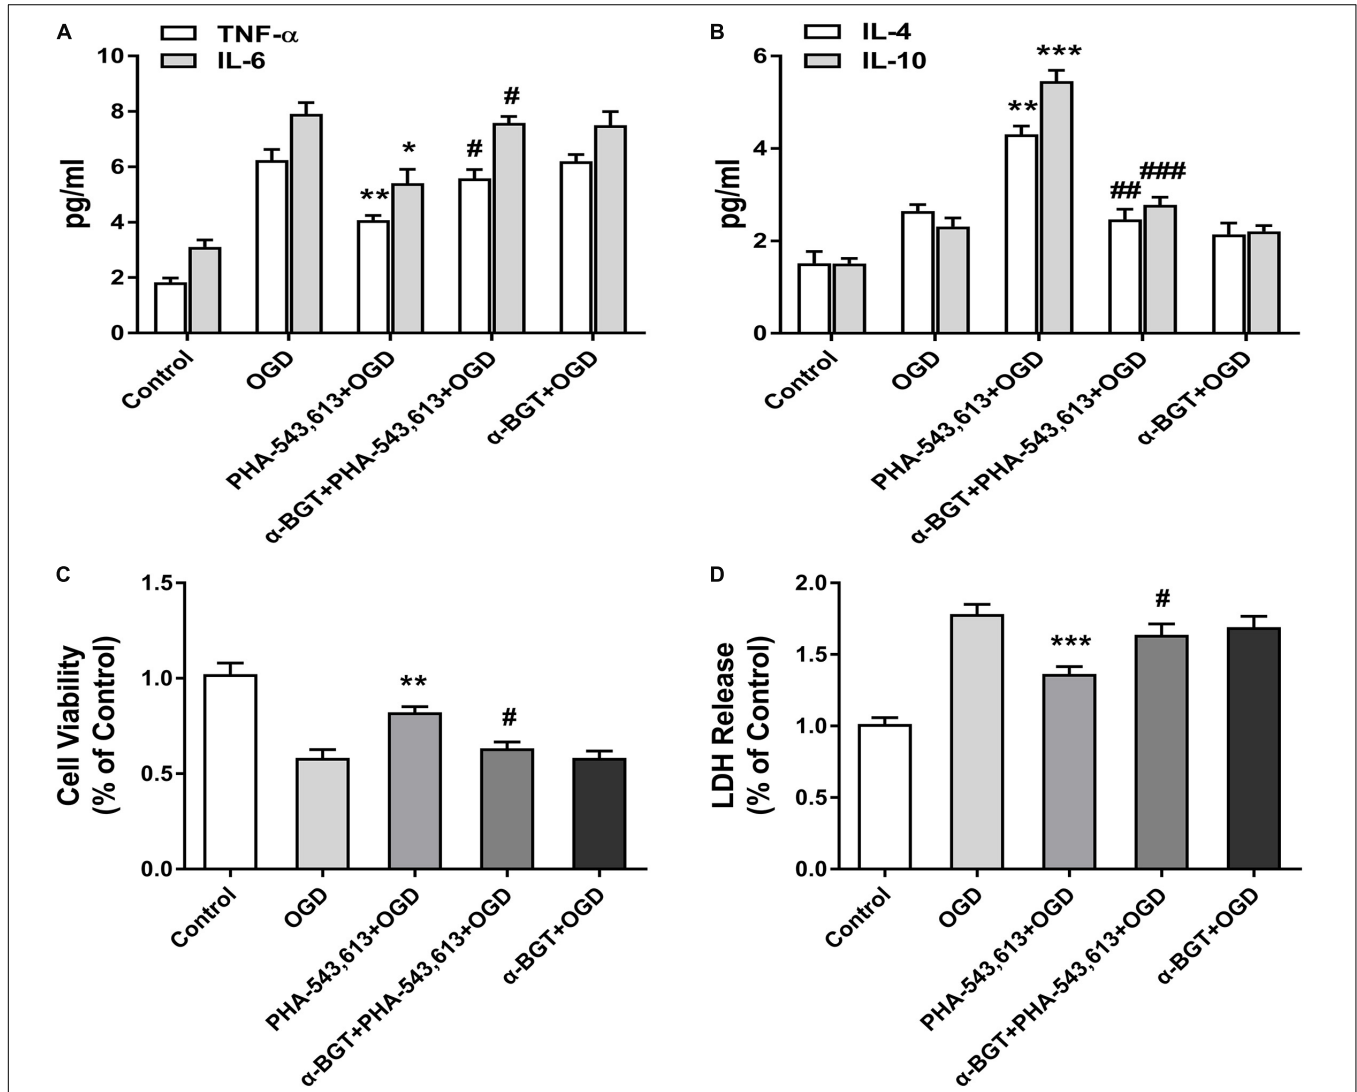 A
TNF-α
IL-6
pg/ml
10
8
6
4
2
0
**
*
#
#
Control
OGD
PHA-543,613+OGD
α-BGT+PHA-543,613+OGD
α-BGT+OGD
B
IL-4
IL-10
pg/ml
6
4
2
0
**
***
##
###
Control
OGD
PHA-543,613+OGD
α-BGT+PHA-543,613+OGD
α-BGT+OGD
C
Cell Viability
(% of Control)
1.5
1.0
0.5
0.0
**
#
Control
OGD
PHA-543,613+OGD
α-BGT+PHA-543,613+OGD
α-BGT+OGD
D
LDH Release
(% of Control)
2.0
1.5
1.0
0.5
0.0
***
#
Control
OGD
PHA-543,613+OGD
α-BGT+PHA-543,613+OGD
α-BGT+OGD